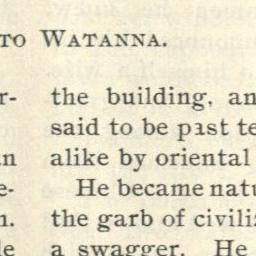 TO WATANNA.
r-
n
e-
n.
le
the building, an
said to be past te
alike by oriental
He became natu
the garb of civiliz
a swagger. He